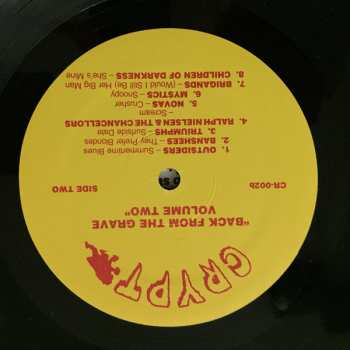 CRYPT
"BACK FROM THE GRAVE
VOLUME TWO"
CR-002b
SIDE TWO
1. OUTSIDERS – Summertime Blues
2. BANSHEES – They Prefer Blondes
3. TRIUMPHS – Surfside Date
4. RALPH NIELSEN & THE CHANCELLORS
– Scream
5. NOVAS – Crusher
6. MYSTICS – Snoopy
7. BRIGANDS – (Would I Still Be) Her Big Man
8. CHILDREN OF DARKNESS – She's Mine